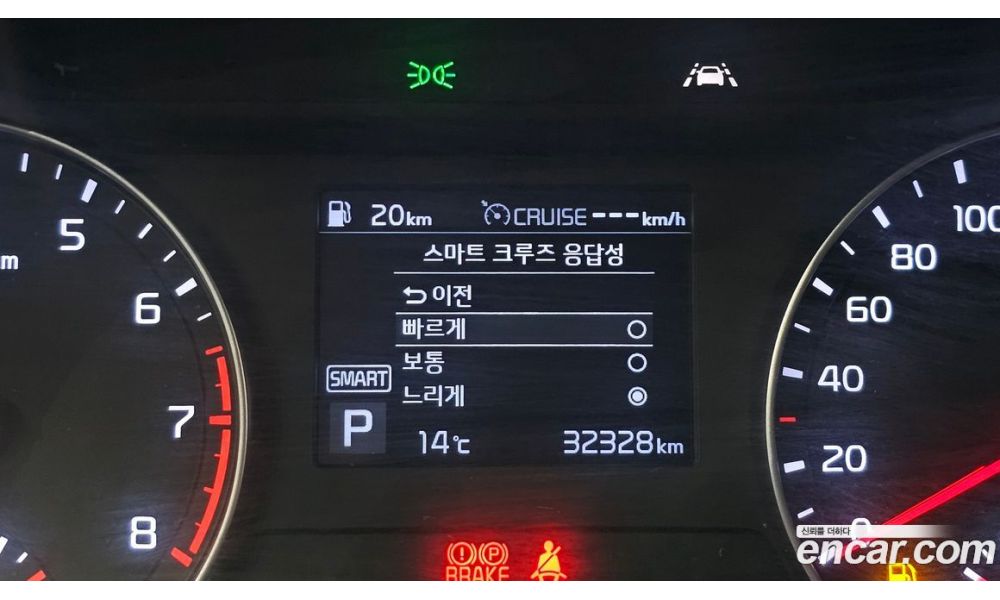 5
6
7
8
m
20km CRUISE ---km/h
스마트 크루즈 응답성
이전
빠르게
보통
느리게
SMART
P
14℃ 32328km
100
80
60
40
20
0
(!)(P)
BRAKE
신뢰를 더하다
encar.com